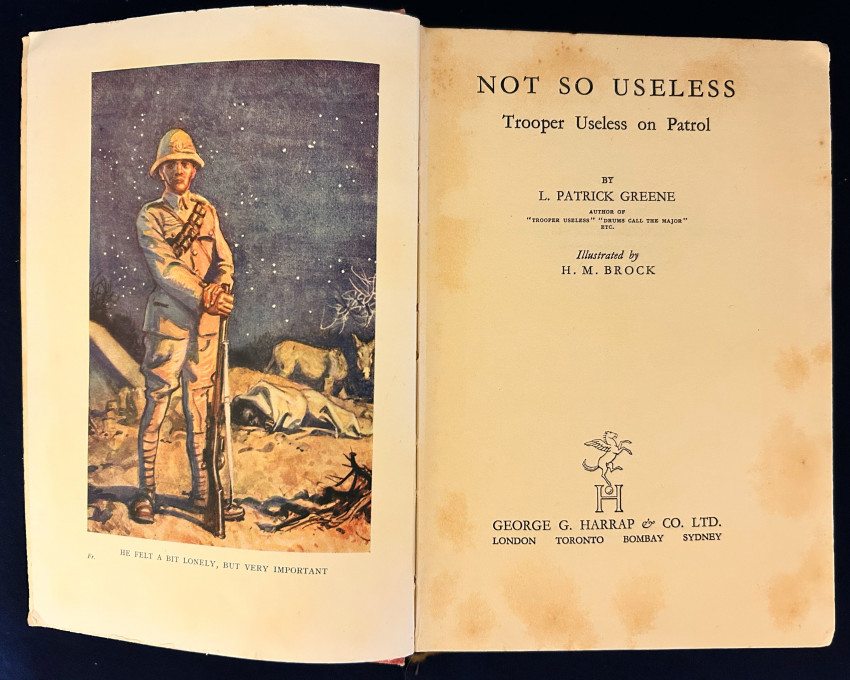 Fr.
HE FELT A BIT LONELY, BUT VERY IMPORTANT
NOT SO USELESS
Trooper Useless on Patrol
BY
L. PATRICK GREENE
AUTHOR OF
"TROOPER USELESS" "DRUMS CALL THE MAJOR"
ETC.
Illustrated by
H. M. BROCK
H
GEORGE G. HARRAP & CO. LTD.
LONDON TORONTO BOMBAY SYDNEY